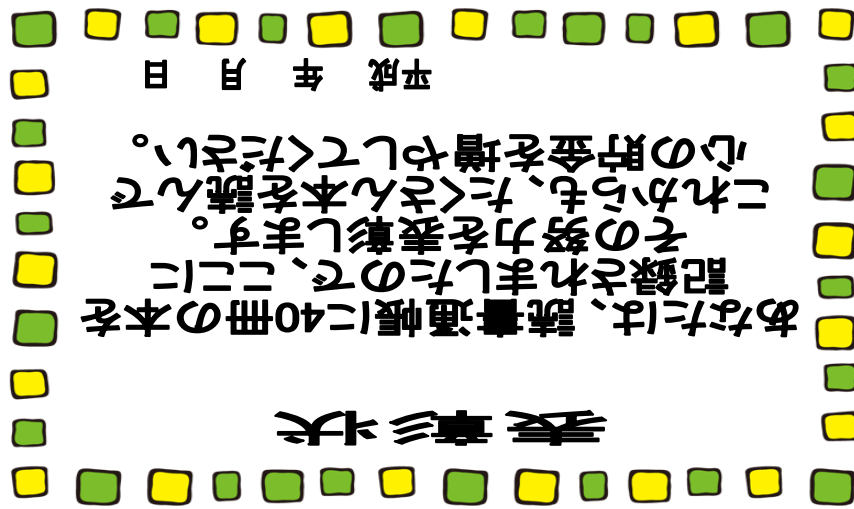 表彰状
あなたは、読書通帳に40冊の本を
記録されましたので、ここに
その努力を表彰します。
これからも、たくさん本を読んで
心の貯金を増やしてください。
平成　年　月　日